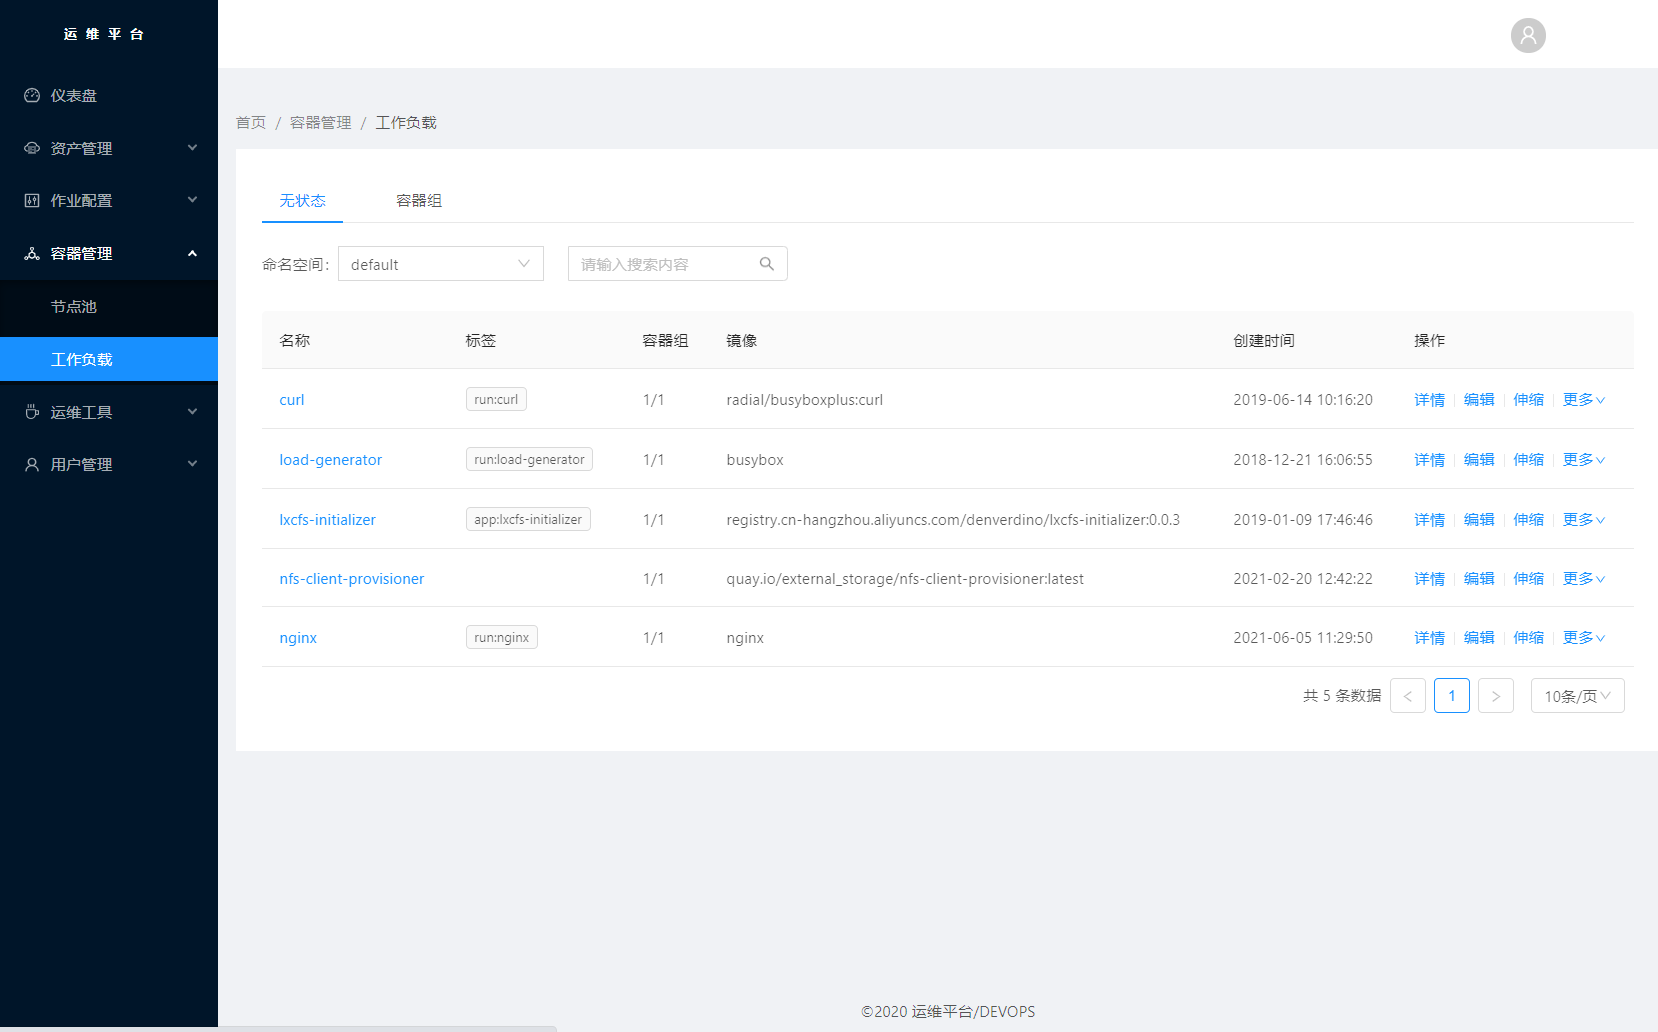 运维平台
仪表盘
资产管理
作业配置
容器管理
节点池
工作负载
运维工具
用户管理
首页 / 容器管理 / 工作负载
无状态 容器组
命名空间: default 请输入搜索内容
名称 标签 容器组 镜像 创建时间 操作
curl run:curl 1/1 radial/busyboxplus:curl 2019-06-14 10:16:20 详情 编辑 伸缩 更多
load-generator run:load-generator 1/1 busybox 2018-12-21 16:06:55 详情 编辑 伸缩 更多
lxcfs-initializer app:lxcfs-initializer 1/1 registry.cn-hangzhou.aliyuncs.com/denverdino/lxcfs-initializer:0.0.3 2019-01-09 17:46:46 详情 编辑 伸缩 更多
nfs-client-provisioner 1/1 quay.io/external_storage/nfs-client-provisioner:latest 2021-02-20 12:42:22 详情 编辑 伸缩 更多
nginx run:nginx 1/1 nginx 2021-06-05 11:29:50 详情 编辑 伸缩 更多
共 5 条数据 < 1 > 10条/页
©2020 运维平台/DEVOPS